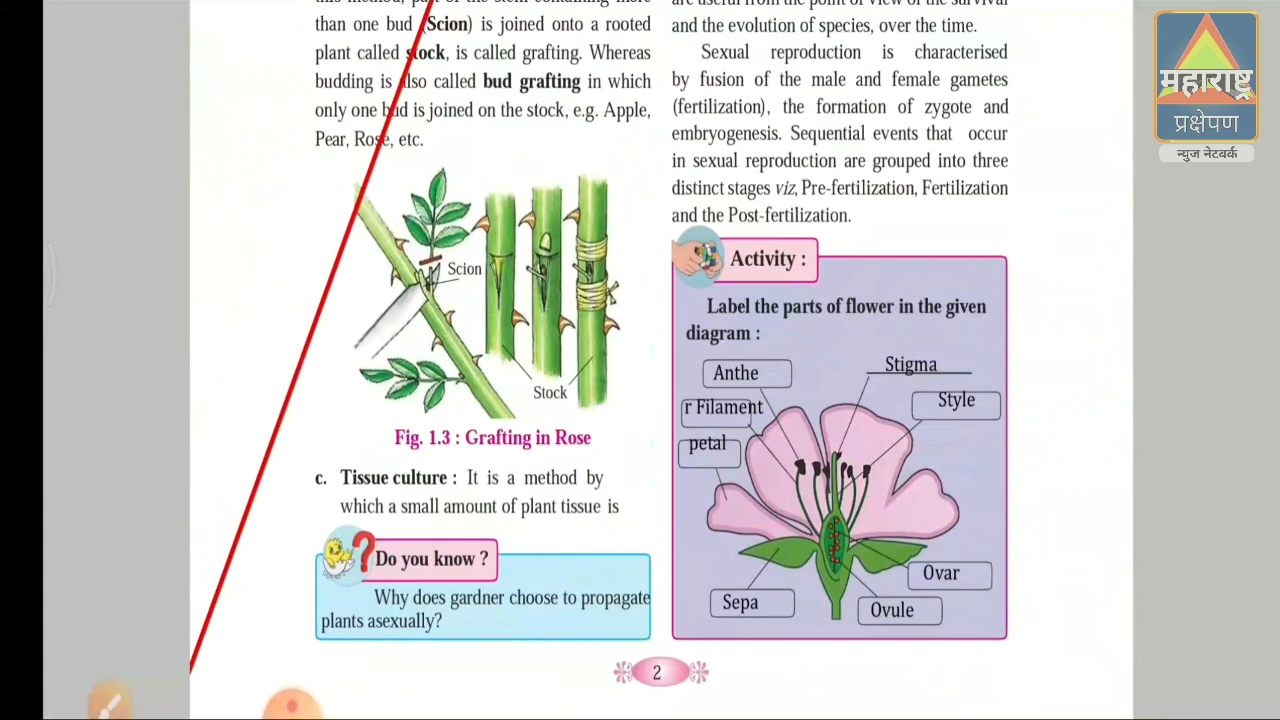 than one bud (Scion) is joined onto a rooted
plant called stock, is called grafting. Whereas
budding is also called bud grafting in which
only one bud is joined on the stock, e.g. Apple,
Pear, Rose, etc.
Scion
Stock
Fig. 1.3 : Grafting in Rose
c. Tissue culture : It is a method by
which a small amount of plant tissue is
Do you know ?
Why does gardner choose to propagate
plants asexually?
and the evolution of species, over the time.
Sexual reproduction is characterised
by fusion of the male and female gametes
(fertilization), the formation of zygote and
embryogenesis. Sequential events that occur
in sexual reproduction are grouped into three
distinct stages viz, Pre-fertilization, Fertilization
and the Post-fertilization.
Activity :
Label the parts of flower in the given
diagram :
Anthe
r Filament
petal
Stigma
Style
Ovar
Ovule
Sepa
2
महाराष्ट्र
प्रक्षेपण
न्युज नेटवर्क